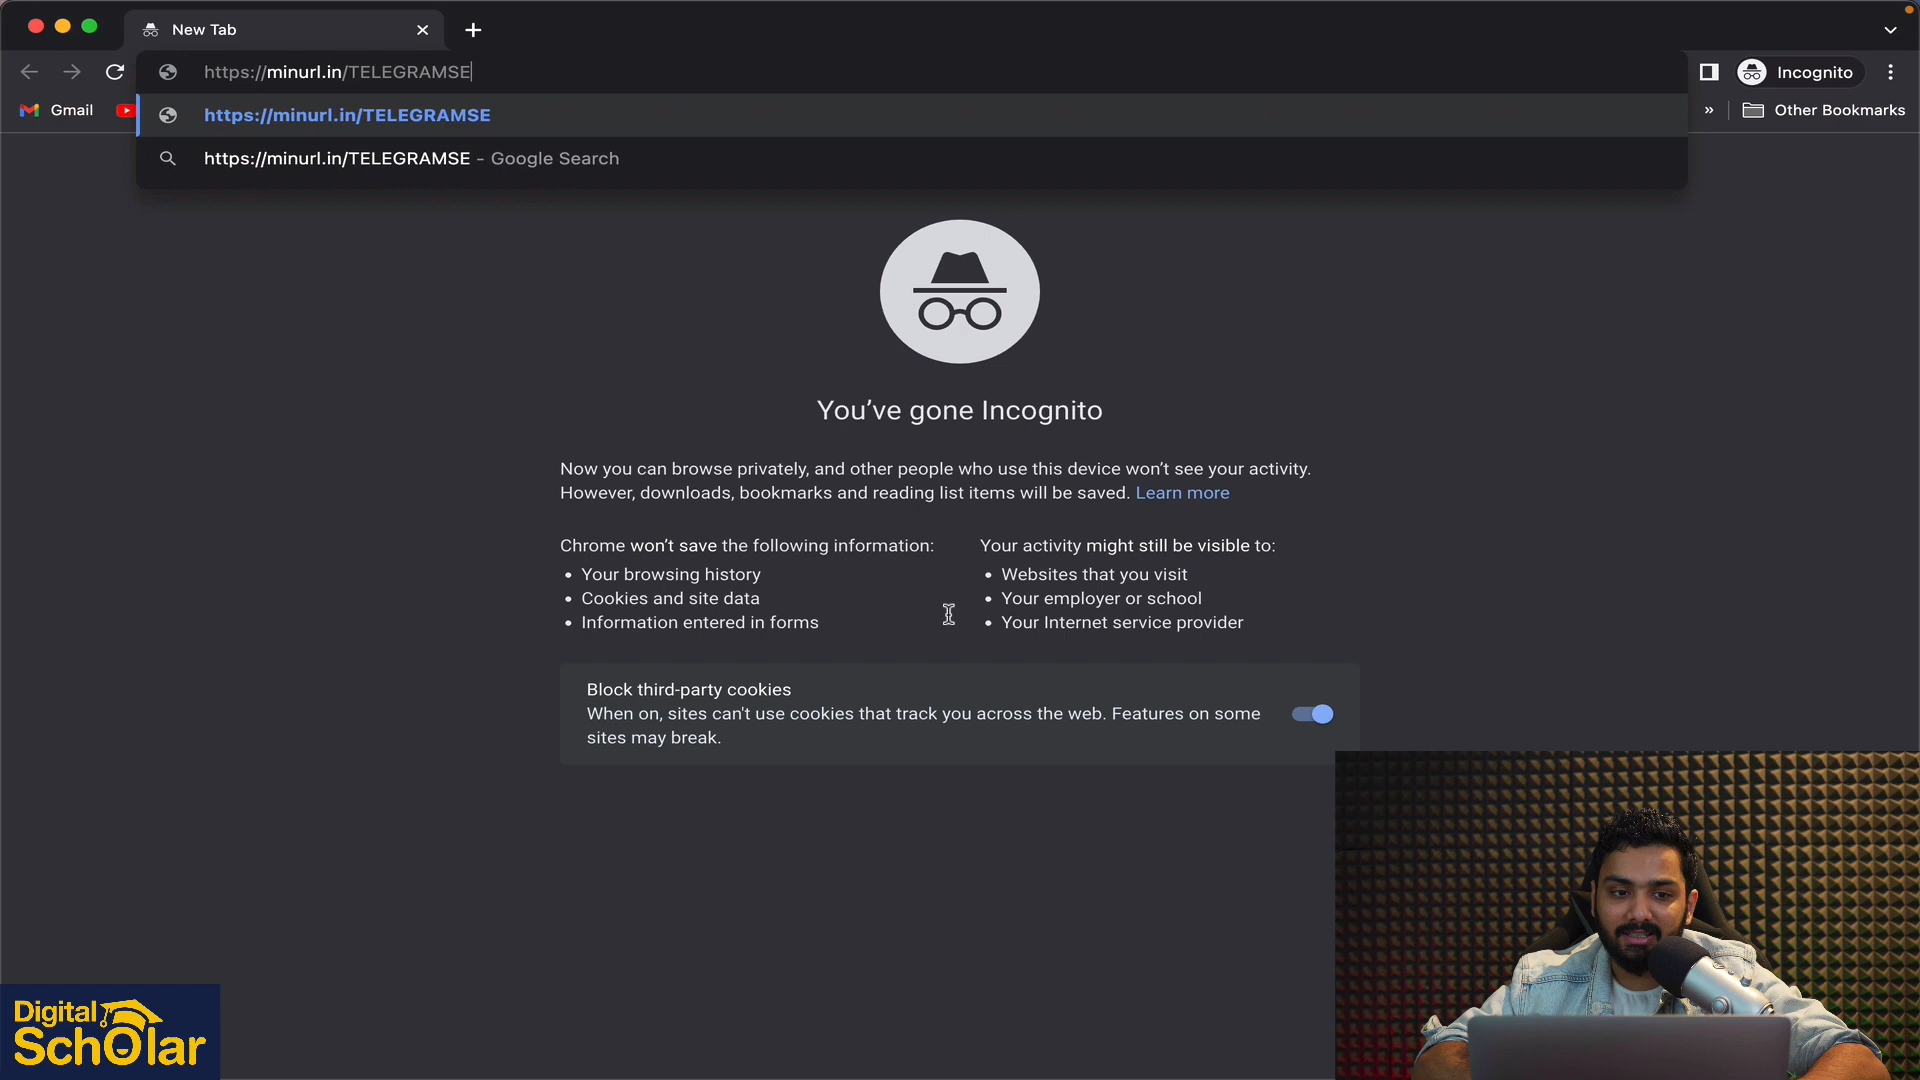 New Tab
https://minurl.in/TELEGRAMSE
Incognito
Gmail
» Other Bookmarks
https://minurl.in/TELEGRAMSE
https://minurl.in/TELEGRAMSE - Google Search
You’ve gone Incognito
Now you can browse privately, and other people who use this device won’t see your activity.
However, downloads, bookmarks and reading list items will be saved. Learn more
Chrome won’t save the following information:
• Your browsing history
• Cookies and site data
• Information entered in forms
Your activity might still be visible to:
• Websites that you visit
• Your employer or school
• Your Internet service provider
Block third-party cookies
When on, sites can't use cookies that track you across the web. Features on some
sites may break.
Digital
SchOlar